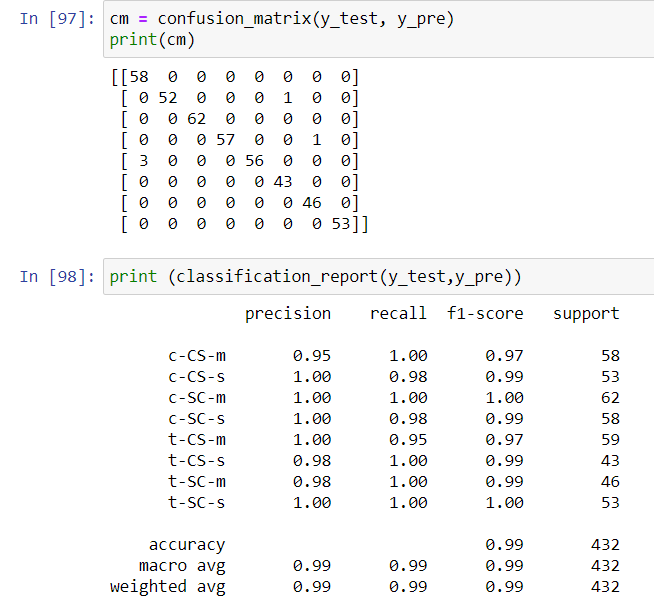 In [97]: cm = confusion_matrix(y_test, y_pre)
print(cm)
[[58 0 0 0 0 0 0 0]
[ 0 52 0 0 0 1 0 0]
[ 0 0 62 0 0 0 0 0]
[ 0 0 0 57 0 0 1 0]
[ 3 0 0 0 56 0 0 0]
[ 0 0 0 0 0 43 0 0]
[ 0 0 0 0 0 0 46 0]
[ 0 0 0 0 0 0 0 53]]
In [98]: print (classification_report(y_test,y_pre))
precision recall f1-score support
c-CS-m 0.95 1.00 0.97 58
c-CS-s 1.00 0.98 0.99 53
c-SC-m 1.00 1.00 1.00 62
c-SC-s 1.00 0.98 0.99 58
t-CS-m 1.00 0.95 0.97 59
t-CS-s 0.98 1.00 0.99 43
t-SC-m 0.98 1.00 0.99 46
t-SC-s 1.00 1.00 1.00 53
accuracy 0.99 432
macro avg 0.99 0.99 0.99 432
weighted avg 0.99 0.99 0.99 432